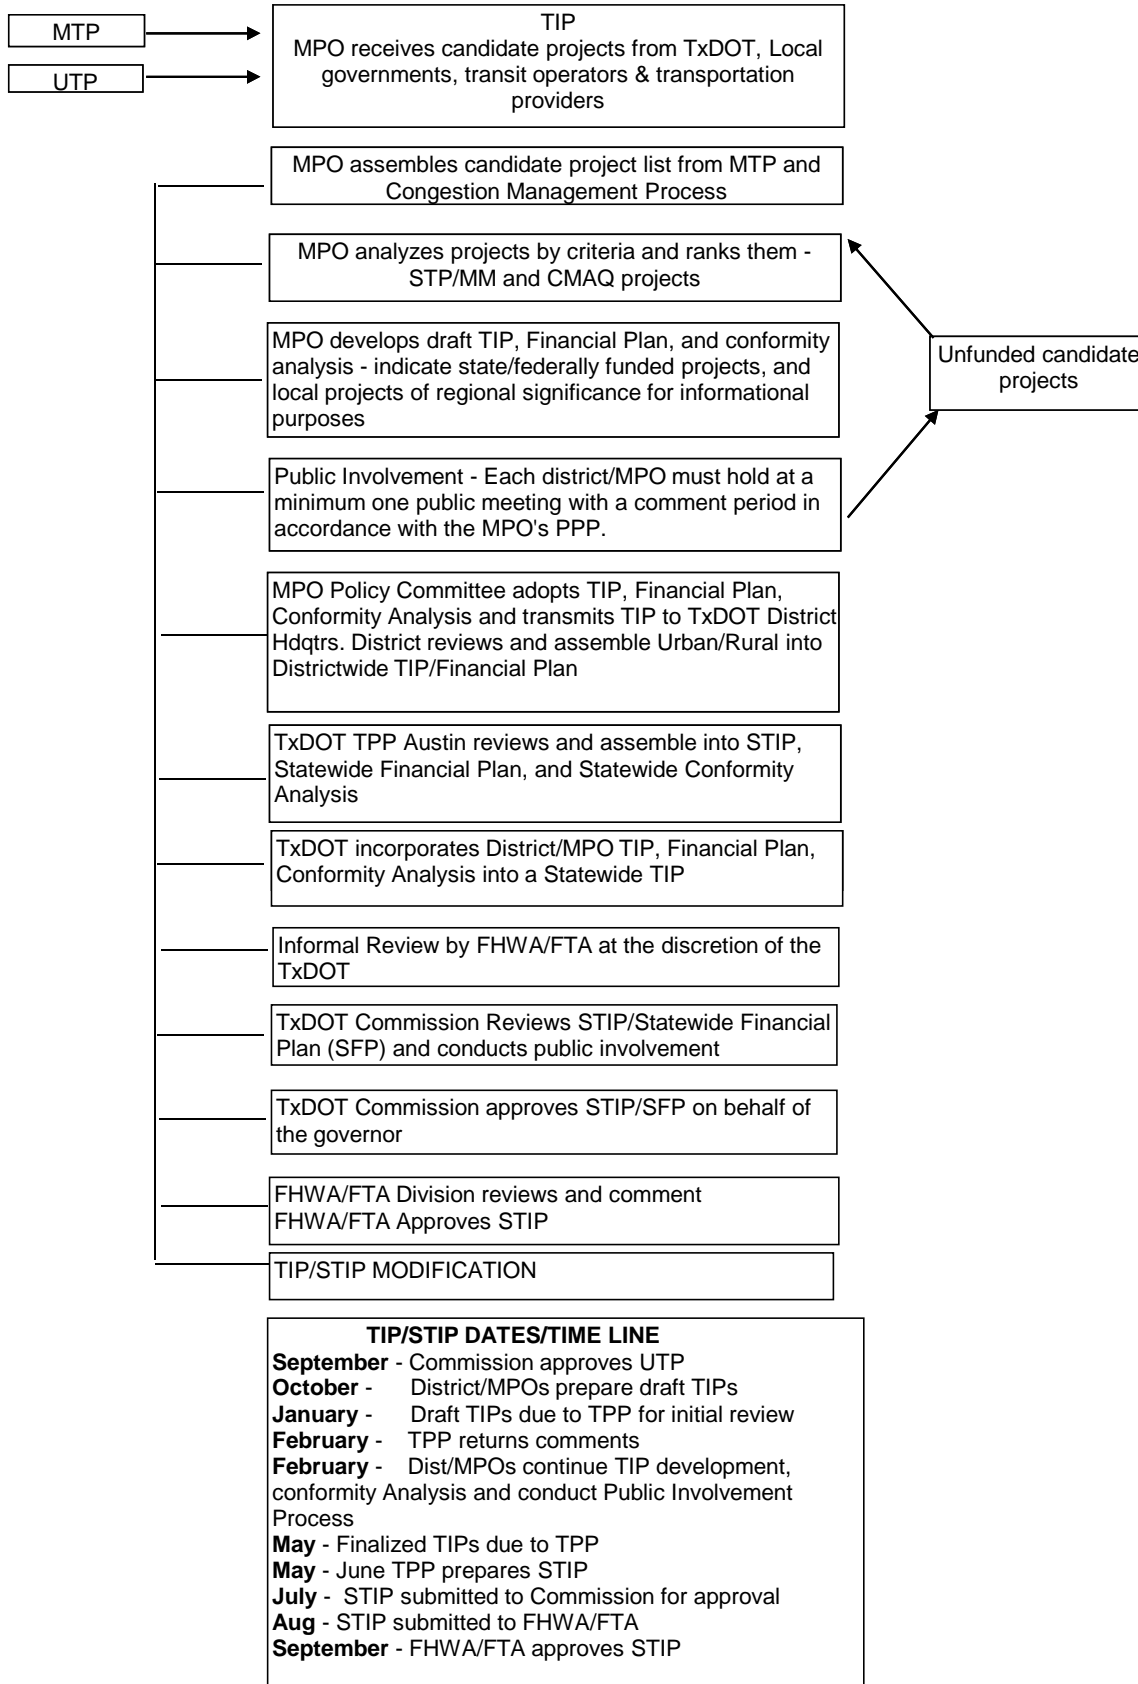 MTP
UTP
TIP
MPO receives candidate projects from TxDOT, Local
governments, transit operators & transportation
providers
MPO assembles candidate project list from MTP and
Congestion Management Process
MPO analyzes projects by criteria and ranks them -
STP/MM and CMAQ projects
MPO develops draft TIP, Financial Plan, and conformity
analysis - indicate state/federally funded projects, and
local projects of regional significance for informational
purposes
Unfunded candidate
projects
Public Involvement - Each district/MPO must hold at a
minimum one public meeting with a comment period in
accordance with the MPO's PPP.
MPO Policy Committee adopts TIP, Financial Plan,
Conformity Analysis and transmits TIP to TxDOT District
Hdqtrs. District reviews and assemble Urban/Rural into
Districtwide TIP/Financial Plan
TxDOT TPP Austin reviews and assemble into STIP,
Statewide Financial Plan, and Statewide Conformity
Analysis
TxDOT incorporates District/MPO TIP, Financial Plan,
Conformity Analysis into a Statewide TIP
Informal Review by FHWA/FTA at the discretion of the
TxDOT
TxDOT Commission Reviews STIP/Statewide Financial
Plan (SFP) and conducts public involvement
TxDOT Commission approves STIP/SFP on behalf of
the governor
FHWA/FTA Division reviews and comment
FHWA/FTA Approves STIP
TIP/STIP MODIFICATION
TIP/STIP DATES/TIME LINE
September - Commission approves UTP
October - District/MPOs prepare draft TIPs
January - Draft TIPs due to TPP for initial review
February - TPP returns comments
February - Dist/MPOs continue TIP development,
conformity Analysis and conduct Public Involvement
Process
May - Finalized TIPs due to TPP
May - June TPP prepares STIP
July - STIP submitted to Commission for approval
Aug - STIP submitted to FHWA/FTA
September - FHWA/FTA approves STIP